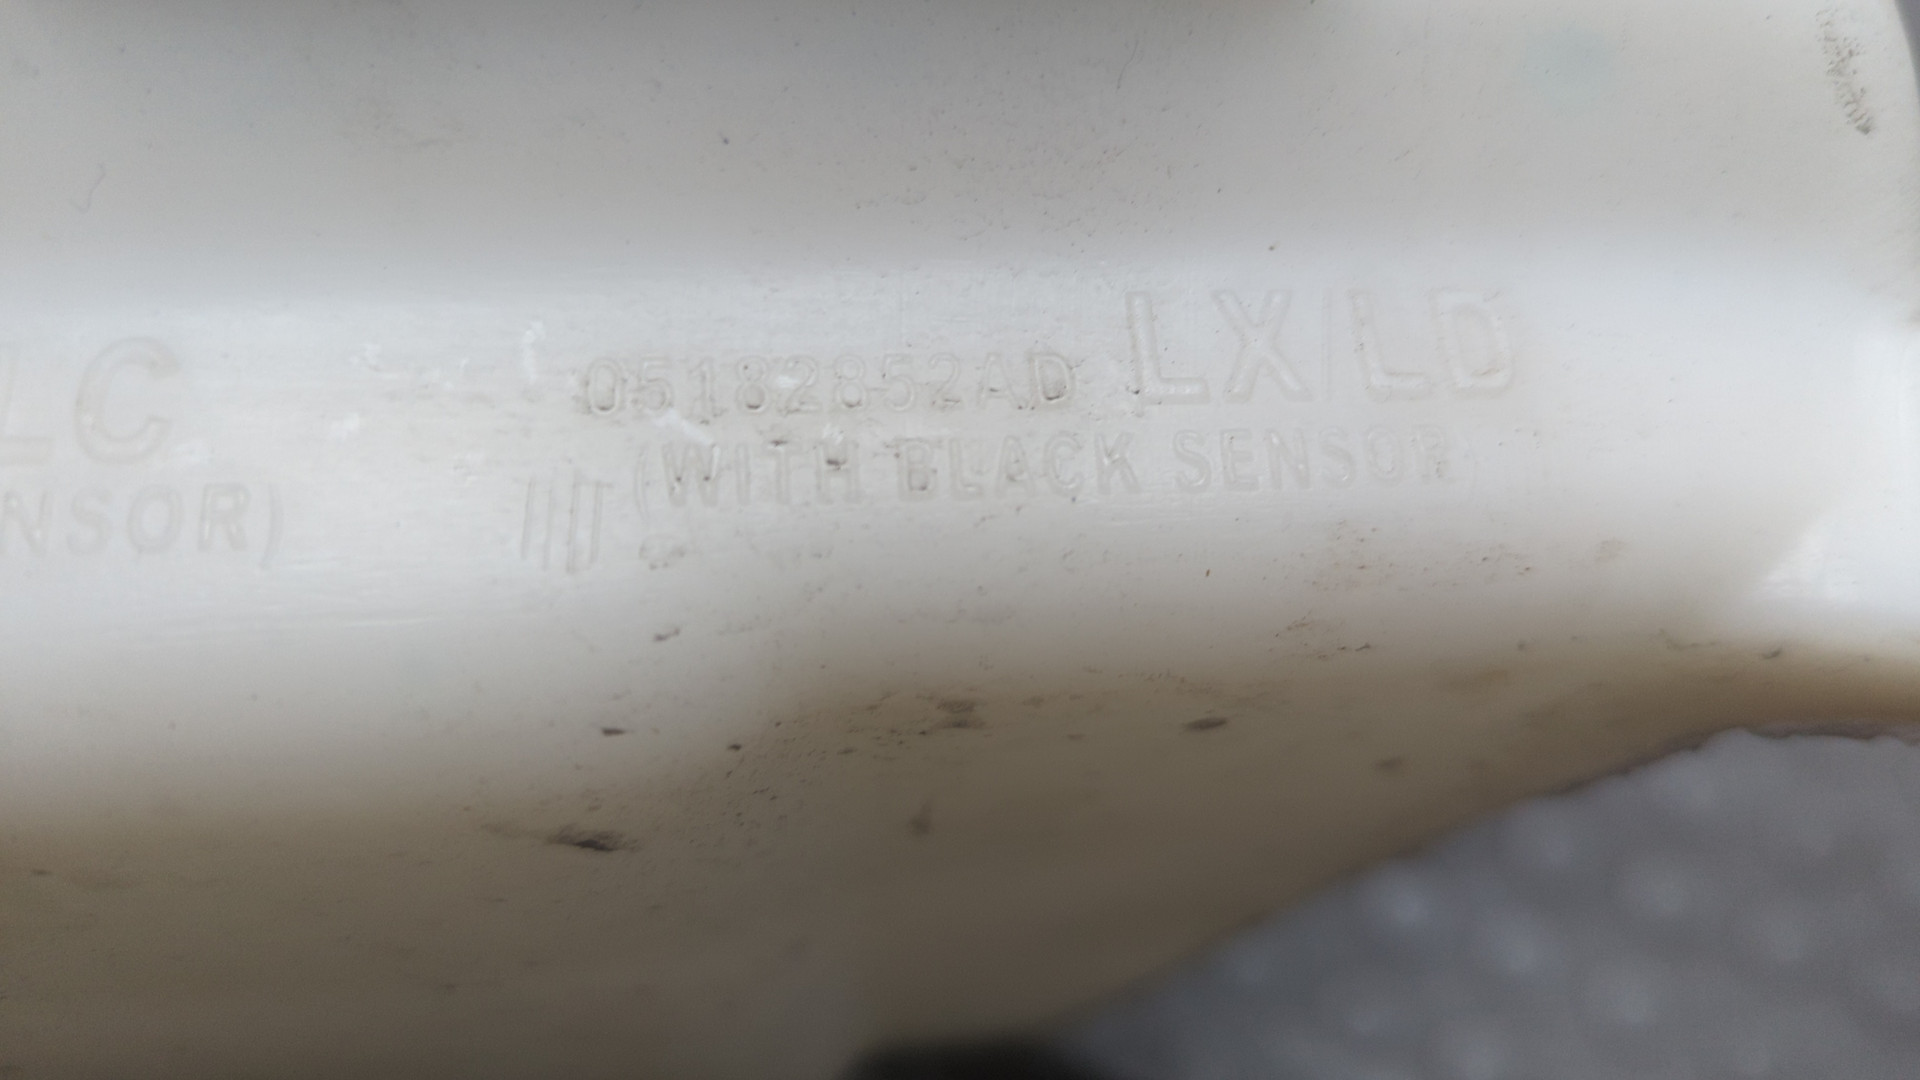 LC
NSOR)
05182852AD LX/LD
(WITH BLACK SENSOR)